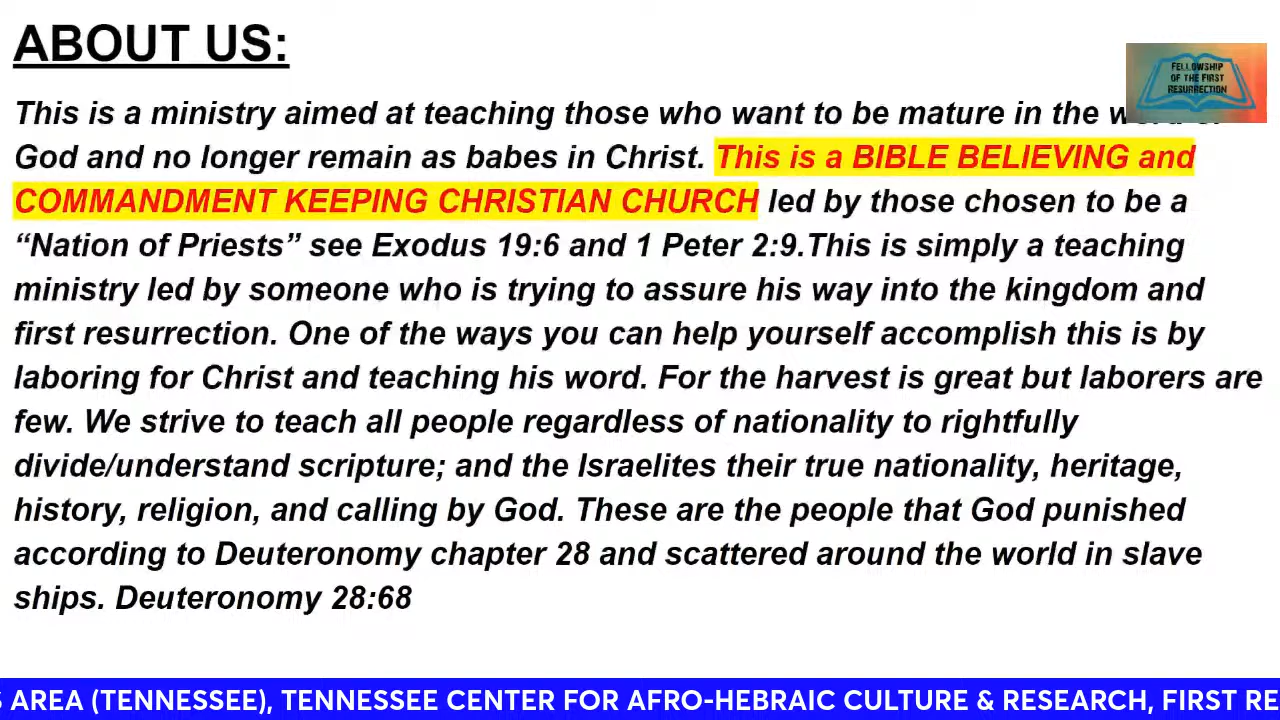 ABOUT US:
FELLOWSHIP
OF THE FIRST
RESURRECTION
This is a ministry aimed at teaching those who want to be mature in the
God and no longer remain as babes in Christ. This is a BIBLE BELIEVING and
COMMANDMENT KEEPING CHRISTIAN CHURCH led by those chosen to be a
“Nation of Priests” see Exodus 19:6 and 1 Peter 2:9.This is simply a teaching
ministry led by someone who is trying to assure his way into the kingdom and
first resurrection. One of the ways you can help yourself accomplish this is by
laboring for Christ and teaching his word. For the harvest is great but laborers are
few. We strive to teach all people regardless of nationality to rightfully
divide/understand scripture; and the Israelites their true nationality, heritage,
history, religion, and calling by God. These are the people that God punished
according to Deuteronomy chapter 28 and scattered around the world in slave
ships. Deuteronomy 28:68
AREA (TENNESSEE), TENNESSEE CENTER FOR AFRO-HEBRAIC CULTURE & RESEARCH, FIRST